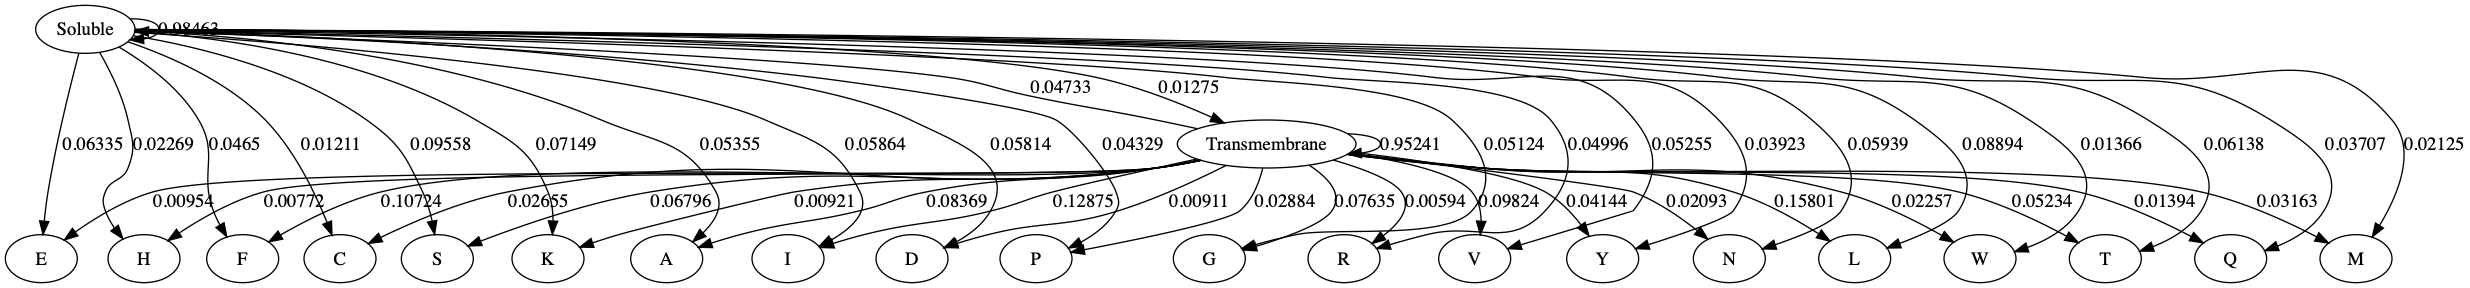 Soluble
0.98463
0.04733
0.01275
0.06335
0.02269
0.0465
0.01211
0.09558
0.07149
0.05355
0.05864
0.05814
0.04329
Transmembrane
0.95241
0.05124
0.04996
0.05255
0.03923
0.05939
0.08894
0.01366
0.06138
0.03707
0.02125
0.00954
0.00772
0.10724
0.02655
0.06796
0.00921
0.08369
0.12875
0.00911
0.02884
0.07635
0.00594
0.09824
0.04144
0.02093
0.15801
0.02257
0.05234
0.01394
0.03163
E
H
F
C
S
K
A
I
D
P
G
R
V
Y
N
L
W
T
Q
M